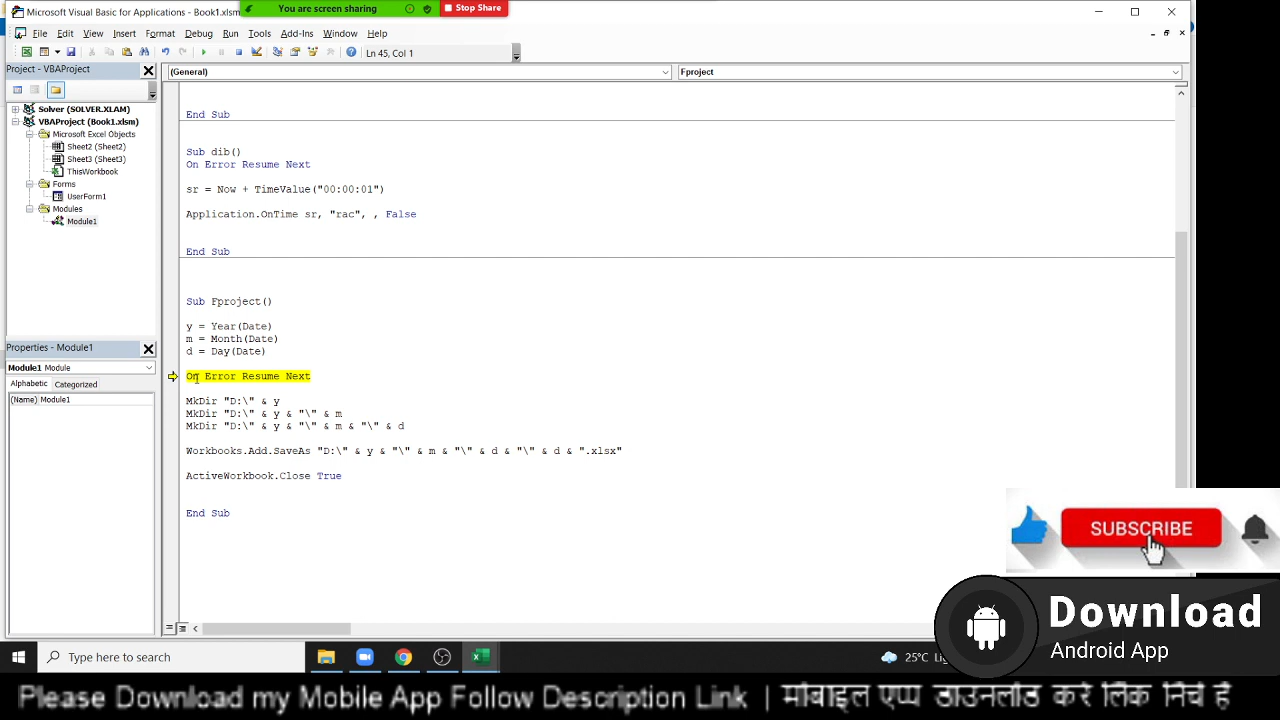 Microsoft Visual Basic for Applications - Book1.xlsm
You are screen sharing
Stop Share
File Edit View Insert Format Debug Run Tools Add-Ins Window Help
Ln 45, Col 1
Project - VBAProject
(General)
Fproject
Solver (SOLVER.XLAM)
VBAProject (Book1.xlsm)
Microsoft Excel Objects
Sheet2 (Sheet2)
Sheet3 (Sheet3)
ThisWorkbook
Forms
UserForm1
Modules
Module1
Properties - Module1
Module1 Module
Alphabetic Categorized
(Name) Module1
End Sub
Sub dib()
On Error Resume Next
sr = Now + TimeValue("00:00:01")
Application.OnTime sr, "rac", , False
End Sub
Sub Fproject()
y = Year(Date)
m = Month(Date)
d = Day(Date)
On Error Resume Next
MkDir "D:\" & y
MkDir "D:\" & y & "\" & m
MkDir "D:\" & y & "\" & m & "\" & d
Workbooks.Add.SaveAs "D:\" & y & "\" & m & "\" & d & "\" & d & ".xlsx"
ActiveWorkbook.Close True
End Sub
SUBSCRIBE
Download
Android App
Type here to search
25°C
Please Download my Mobile App Follow Description Link | मोबाइल एप्प डाउनलोड करे लिंक निचे है